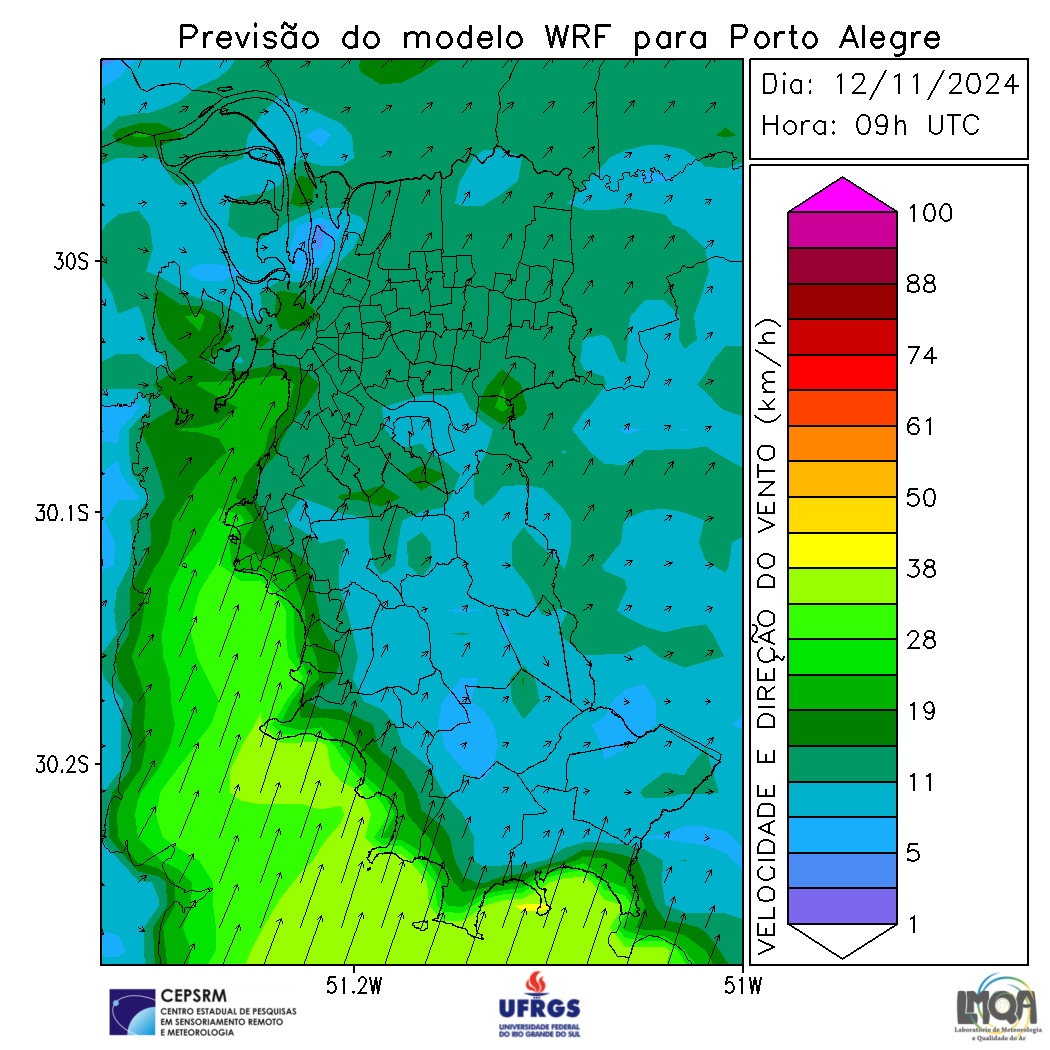 Previsão do modelo WRF para Porto Alegre
Dia: 12/11/2024
Hora: 09h UTC
30S
30.1S
30.2S
51.2W
51W
VELOCIDADE E DIREÇÃO DO VENTO (km/h)
100
88
74
61
50
38
28
19
11
5
1
CEPSRM
CENTRO ESTADUAL DE PESQUISAS
EM SENSORIAMENTO REMOTO
E METEOROLOGIA
UFRGS
UNIVERSIDADE FEDERAL
DO RIO GRANDE DO SUL
LMQA
Laboratório de Meteorologia
e Qualidade do Ar